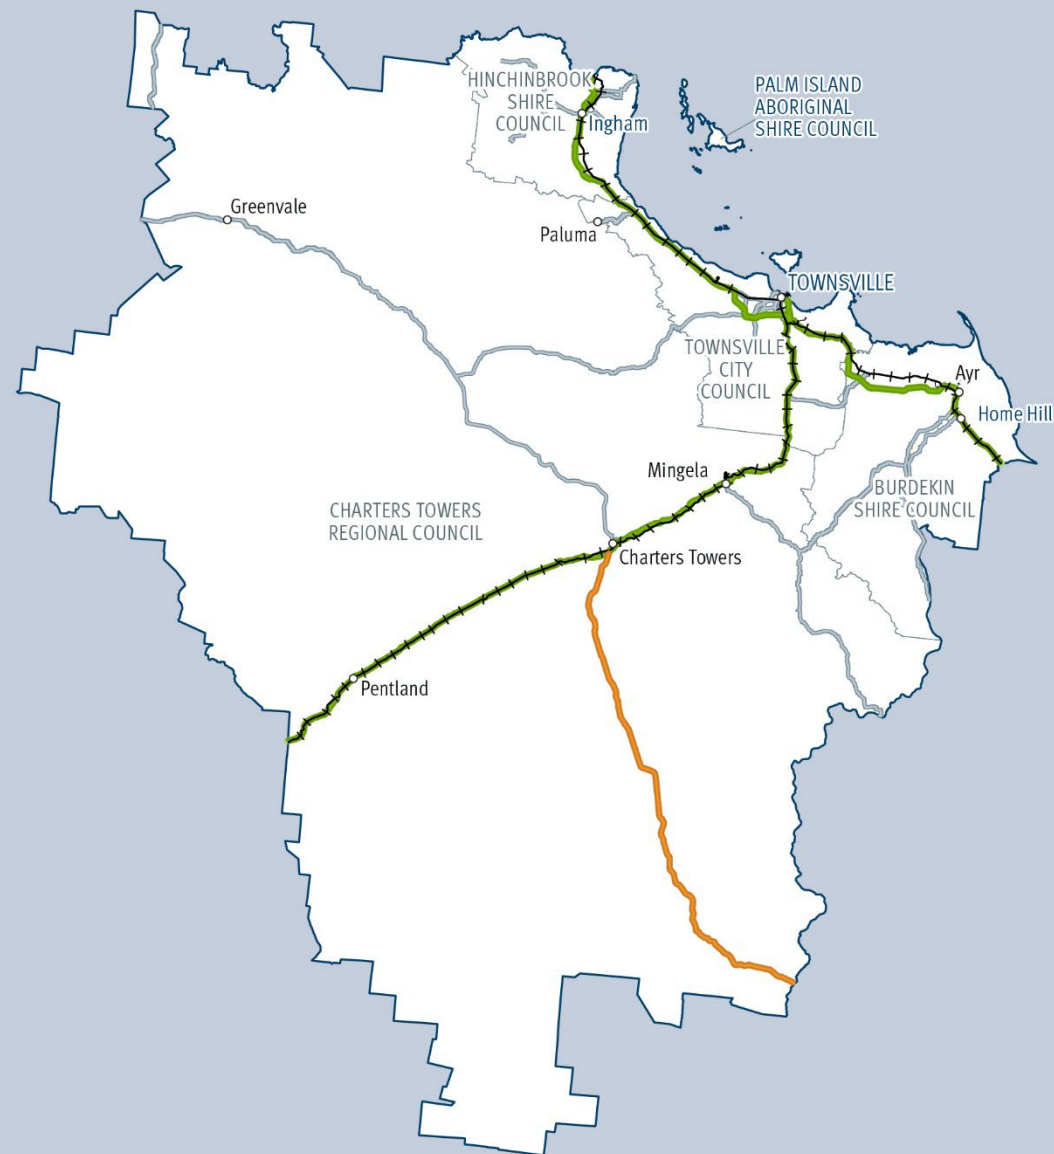 HINCHINBROOK
SHIRE
COUNCIL
Ingham
PALM ISLAND
ABORIGINAL
SHIRE COUNCIL
Greenvale
Paluma
TOWNSVILLE
TOWNSVILLE
CITY
COUNCIL
Ayr
Home Hill
Mingela
BURDEKIN
SHIRE COUNCIL
CHARTERS TOWERS
REGIONAL COUNCIL
Charters Towers
Pentland